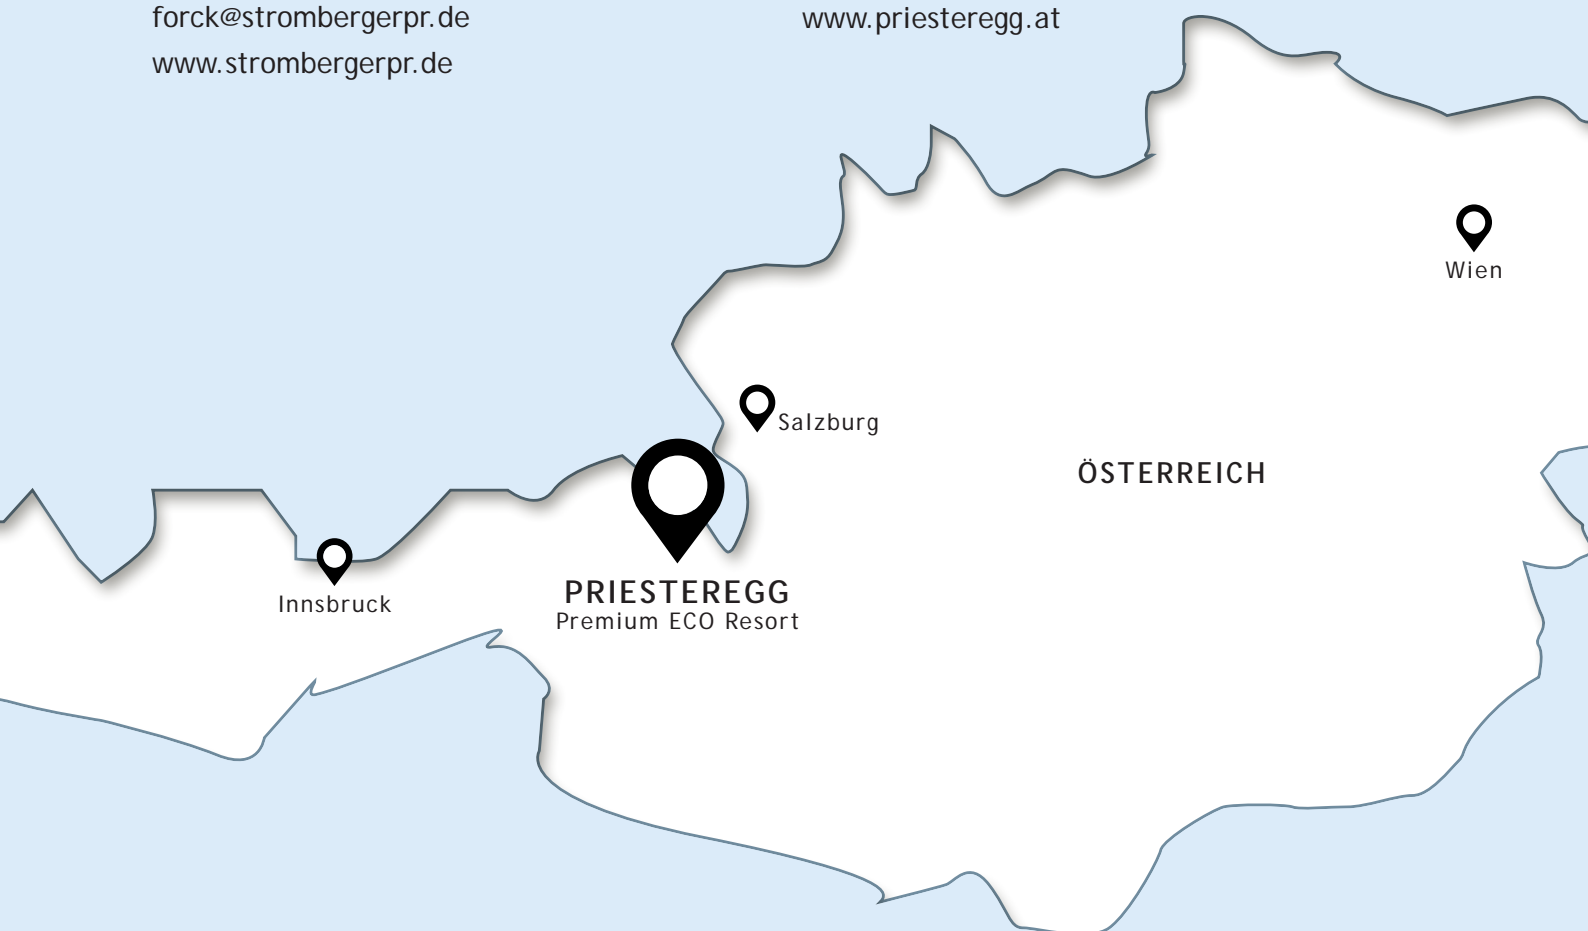 forck@strombergerpr.de
www.strombergerpr.de
www.priesteregg.at
Wien
Salzburg
ÖSTERREICH
Innsbruck
PRIESTEREGG
Premium ECO Resort